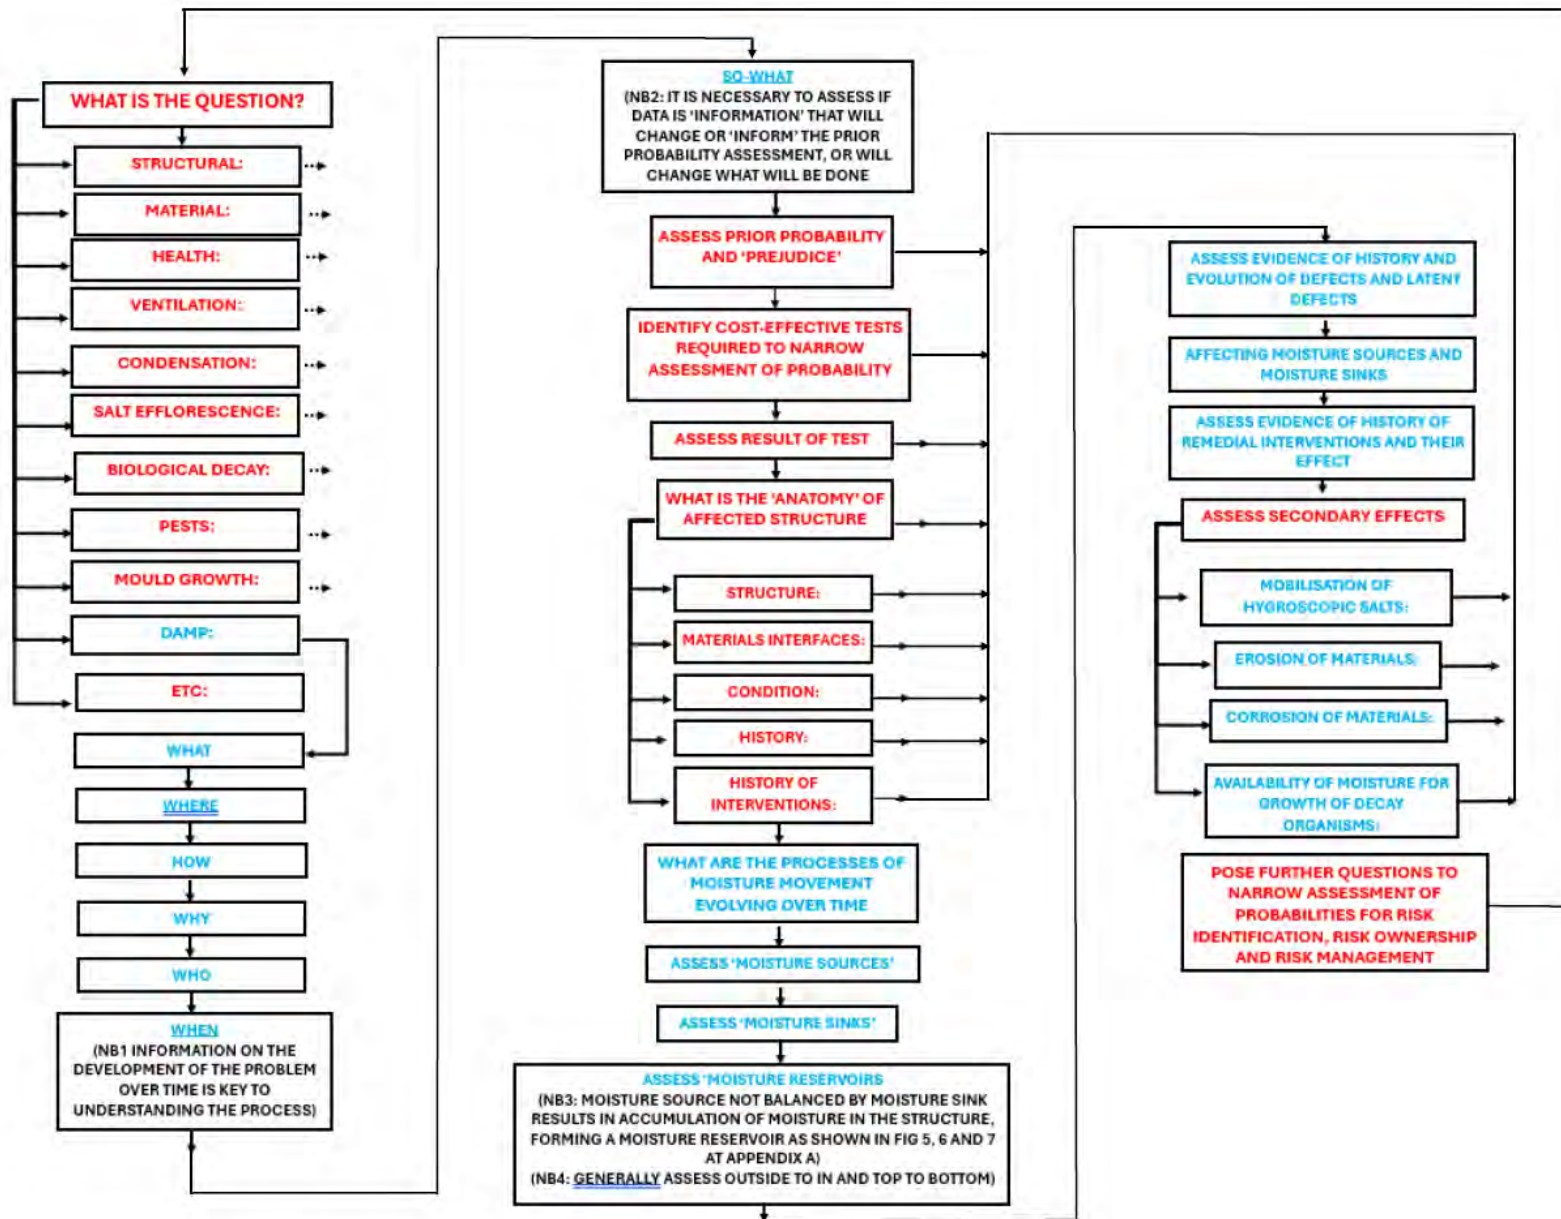 WHAT IS THE QUESTION?
STRUCTURAL:
MATERIAL:
HEALTH:
VENTILATION:
CONDENSATION:
SALT EFFLORESCENCE:
BIOLOGICAL DECAY:
PESTS:
MOULD GROWTH:
DAMP:
ETC:
WHAT
WHERE
HOW
WHY
WHO
WHEN
(NB1 INFORMATION ON THE
DEVELOPMENT OF THE PROBLEM
OVER TIME IS KEY TO
UNDERSTANDING THE PROCESS)
SO-WHAT
(NB2: IT IS NECESSARY TO ASSESS IF
DATA IS ‘INFORMATION’ THAT WILL
CHANGE OR ‘INFORM’ THE PRIOR
PROBABILITY ASSESSMENT, OR WILL
CHANGE WHAT WILL BE DONE
ASSESS PRIOR PROBABILITY
AND ‘PREJUDICE’
IDENTIFY COST-EFFECTIVE TESTS
REQUIRED TO NARROW
ASSESSMENT OF PROBABILITY
ASSESS RESULT OF TEST
WHAT IS THE ‘ANATOMY’ OF
AFFECTED STRUCTURE
STRUCTURE:
MATERIALS INTERFACES:
CONDITION:
HISTORY:
HISTORY OF
INTERVENTIONS:
WHAT ARE THE PROCESSES OF
MOISTURE MOVEMENT
EVOLVING OVER TIME
ASSESS ‘MOISTURE SOURCES’
ASSESS ‘MOISTURE SINKS’
ASSESS ‘MOISTURE RESERVOIRS
(NB3: MOISTURE SOURCE NOT BALANCED BY MOISTURE SINK
RESULTS IN ACCUMULATION OF MOISTURE IN THE STRUCTURE,
FORMING A MOISTURE RESERVOIR AS SHOWN IN FIG 5, 6 AND 7
AT APPENDIX A)
(NB4: GENERALLY ASSESS OUTSIDE TO IN AND TOP TO BOTTOM)
ASSESS EVIDENCE OF HISTORY AND
EVOLUTION OF DEFECTS AND LATENT
DEFECTS
AFFECTING MOISTURE SOURCES AND
MOISTURE SINKS
ASSESS EVIDENCE OF HISTORY OF
REMEDIAL INTERVENTIONS AND THEIR
EFFECT
ASSESS SECONDARY EFFECTS
MOBILISATION OF
HYGROSCOPIC SALTS:
EROSION OF MATERIALS:
CORROSION OF MATERIALS:
AVAILABILITY OF MOISTURE FOR
GROWTH OF DECAY
ORGANISMS:
POSE FURTHER QUESTIONS TO
NARROW ASSESSMENT OF
PROBABILITIES FOR RISK
IDENTIFICATION, RISK OWNERSHIP
AND RISK MANAGEMENT